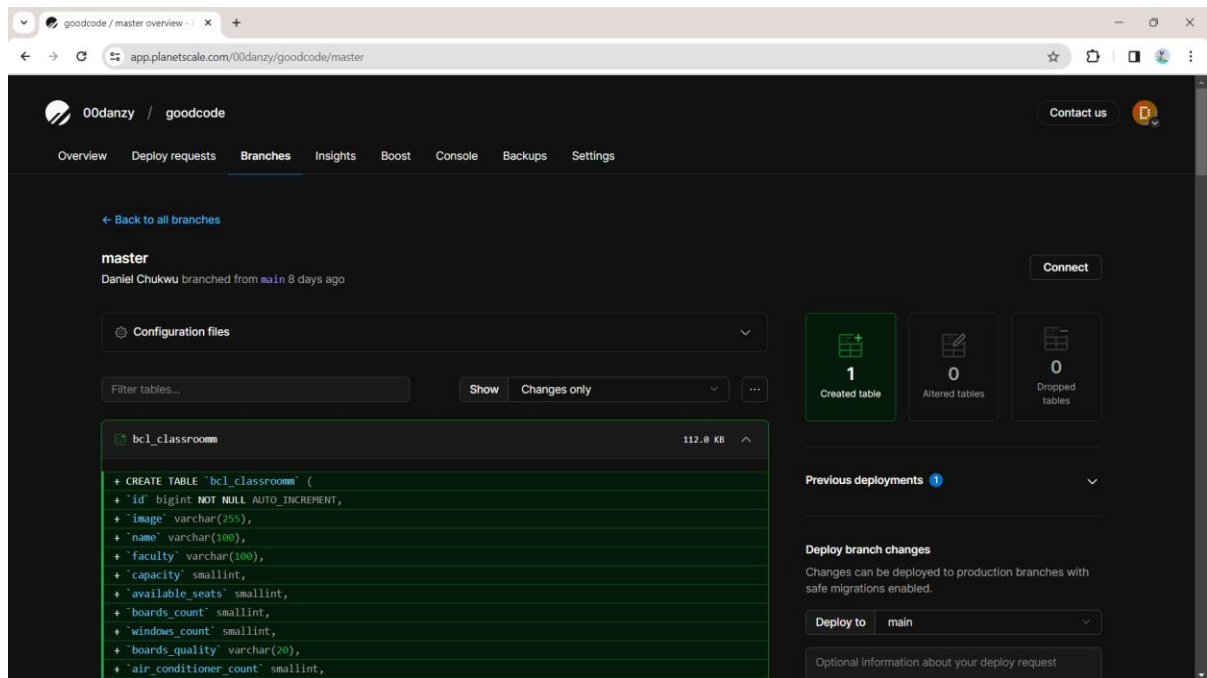 goodcode / master overview -
app.planetscale.com/00danzy/goodcode/master
00danzy / goodcode
Contact us
D
Overview Deploy requests Branches Insights Boost Console Backups Settings
← Back to all branches
master
Daniel Chukwu branched from main 8 days ago
Connect
Configuration files
Filter tables...
Show Changes only
...
1
Created table
0
Altered tables
0
Dropped
tables
bcl_classroomm 112.0 KB
+ CREATE TABLE `bcl_classroomm` (
+ `id` bigint NOT NULL AUTO_INCREMENT,
+ `image` varchar(255),
+ `name` varchar(100),
+ `faculty` varchar(100),
+ `capacity` smallint,
+ `available_seats` smallint,
+ `boards_count` smallint,
+ `windows_count` smallint,
+ `boards_quality` varchar(20),
+ `air_conditioner_count` smallint,
Previous deployments 1
Deploy branch changes
Changes can be deployed to production branches with
safe migrations enabled.
Deploy to main
Optional information about your deploy request